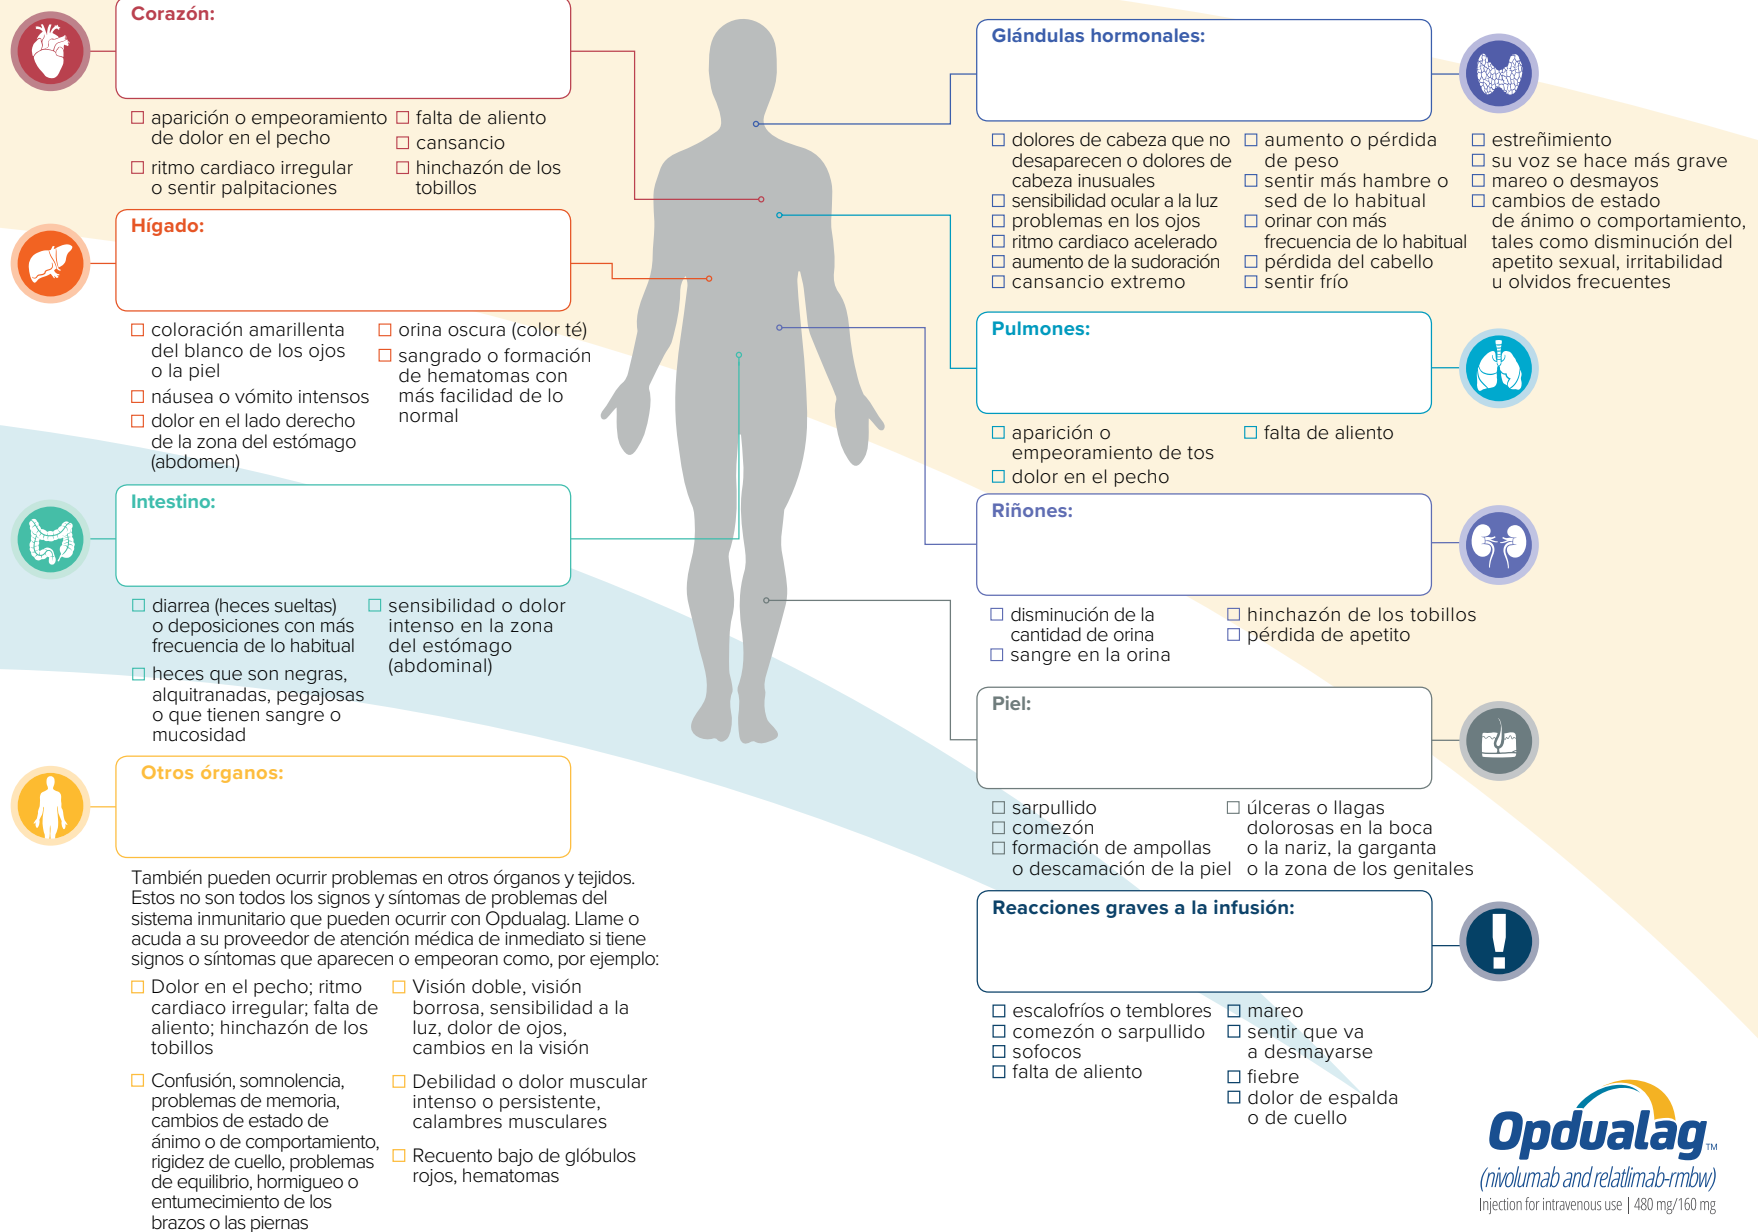 Corazón:
aparición o empeoramiento
de dolor en el pecho
ritmo cardiaco irregular
o sentir palpitaciones
falta de aliento
cansancio
hinchazón de los
tobillos
Hígado:
coloración amarillenta
del blanco de los ojos
o la piel
náusea o vómito intensos
dolor en el lado derecho
de la zona del estómago
(abdomen)
orina oscura (color té)
sangrado o formación
de hematomas con
más facilidad de lo
normal
Intestino:
diarrea (heces sueltas)
o deposiciones con más
frecuencia de lo habitual
heces que son negras,
alquitranadas, pegajosas
o que tienen sangre o
mucosidad
sensibilidad o dolor
intenso en la zona
del estómago
(abdominal)
Otros órganos:
También pueden ocurrir problemas en otros órganos y tejidos.
Estos no son todos los signos y síntomas de problemas del
sistema inmunitario que pueden ocurrir con Opdualag. Llame o
acuda a su proveedor de atención médica de inmediato si tiene
signos o síntomas que aparecen o empeoran como, por ejemplo:
Dolor en el pecho; ritmo
cardiaco irregular; falta de
aliento; hinchazón de los
tobillos
Confusión, somnolencia,
problemas de memoria,
cambios de estado de
ánimo o de comportamiento,
rigidez de cuello, problemas
de equilibrio, hormigueo o
entumecimiento de los
brazos o las piernas
Visión doble, visión
borrosa, sensibilidad a la
luz, dolor de ojos,
cambios en la visión
Debilidad o dolor muscular
intenso o persistente,
calambres musculares
Recuento bajo de glóbulos
rojos, hematomas
Glándulas hormonales:
dolores de cabeza que no
desaparecen o dolores de
cabeza inusuales
sensibilidad ocular a la luz
problemas en los ojos
ritmo cardiaco acelerado
aumento de la sudoración
cansancio extremo
aumento o pérdida
de peso
sentir más hambre o
sed de lo habitual
orinar con más
frecuencia de lo habitual
pérdida del cabello
sentir frío
estreñimiento
su voz se hace más grave
mareo o desmayos
cambios de estado
de ánimo o comportamiento,
tales como disminución del
apetito sexual, irritabilidad
u olvidos frecuentes
Pulmones:
aparición o
empeoramiento de tos
dolor en el pecho
falta de aliento
Riñones:
disminución de la
cantidad de orina
sangre en la orina
hinchazón de los tobillos
pérdida de apetito
Piel:
sarpullido
comezón
formación de ampollas
o descamación de la piel
úlceras o llagas
dolorosas en la boca
o la nariz, la garganta
o la zona de los genitales
Reacciones graves a la infusión:
escalofríos o temblores
comezón o sarpullido
sofocos
falta de aliento
mareo
sentir que va
a desmayarse
fiebre
dolor de espalda
o de cuello
Opdualag™
(nivolumab and relatlimab-rmbw)
Injection for intravenous use | 480 mg/160 mg